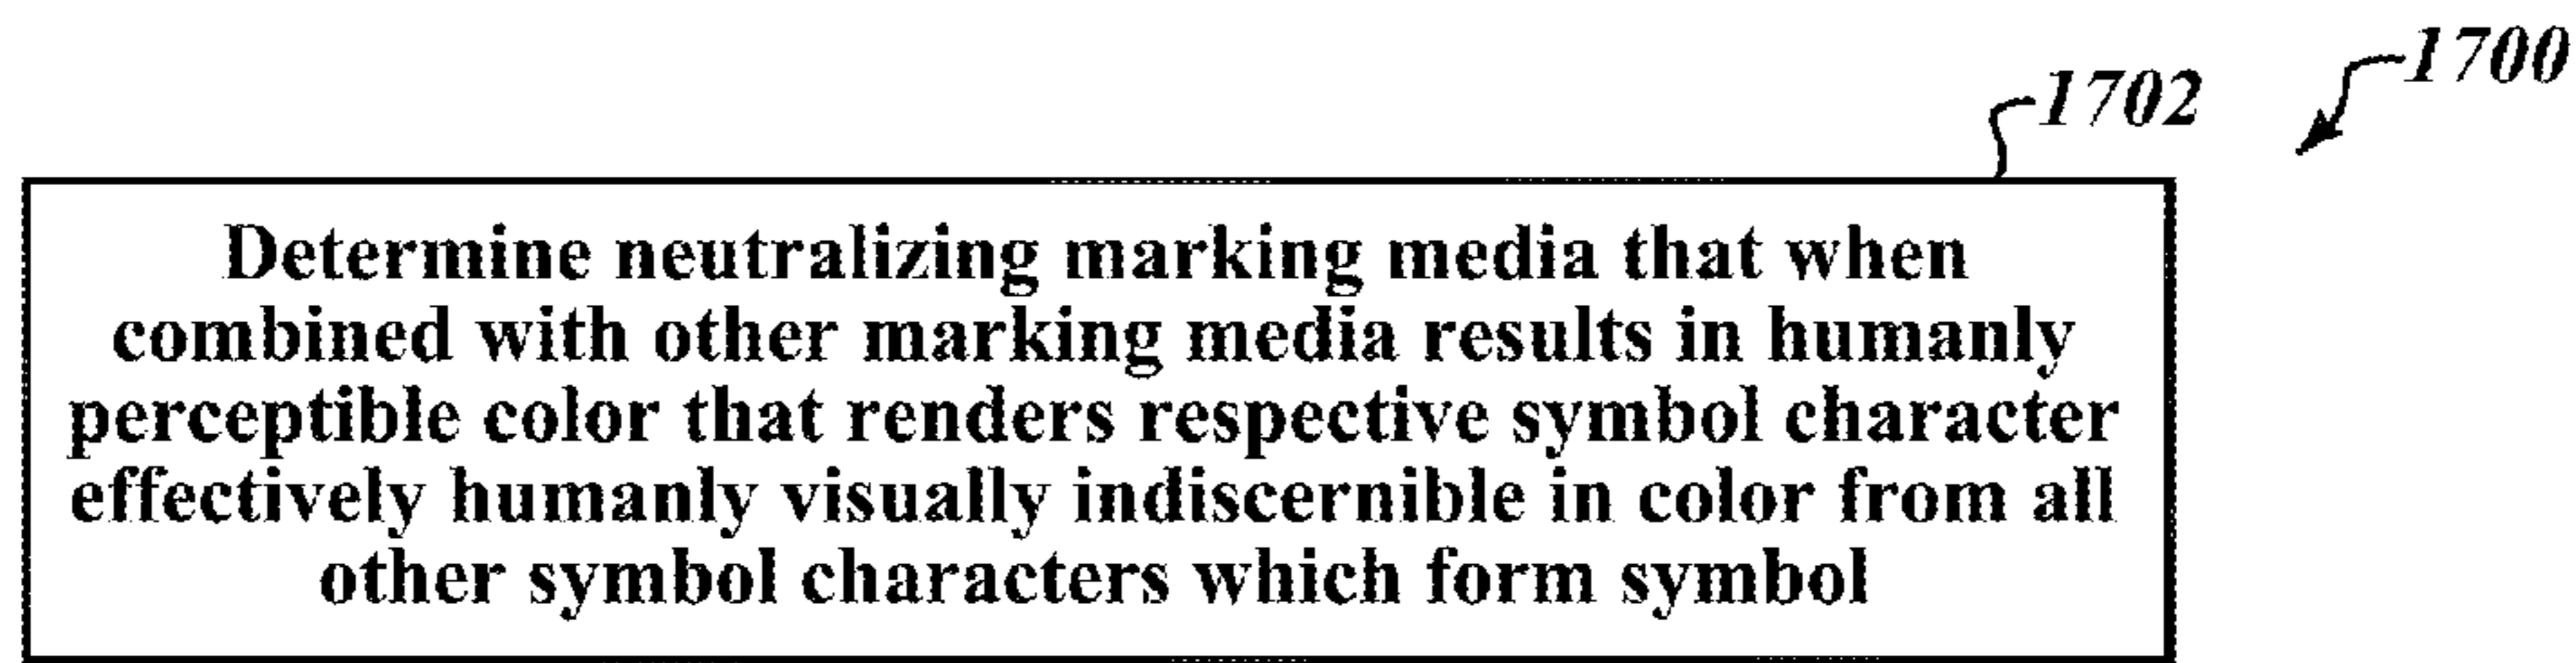 1700
1702
Determine neutralizing marking media that when
combined with other marking media results in humanly
perceptible color that renders respective symbol character
effectively humanly visually indiscernible in color from all
other symbol characters which form symbol